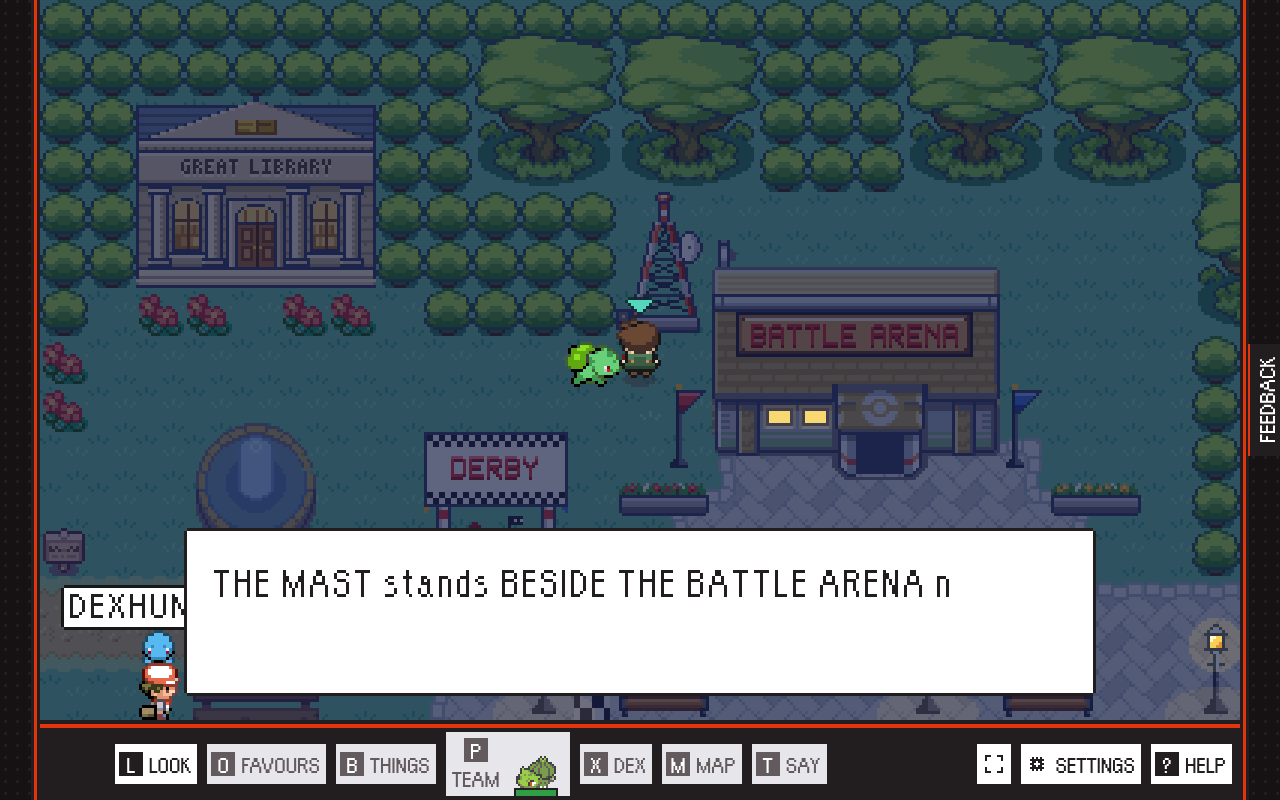 GREAT LIBRARY
BATTLE ARENA
DERBY
FEEDBACK
THE MAST stands BESIDE THE BATTLE ARENA n
DEXHUN
L LOOK
O FAVOURS
B THINGS
P TEAM
X DEX
M MAP
T SAY
SETTINGS
? HELP